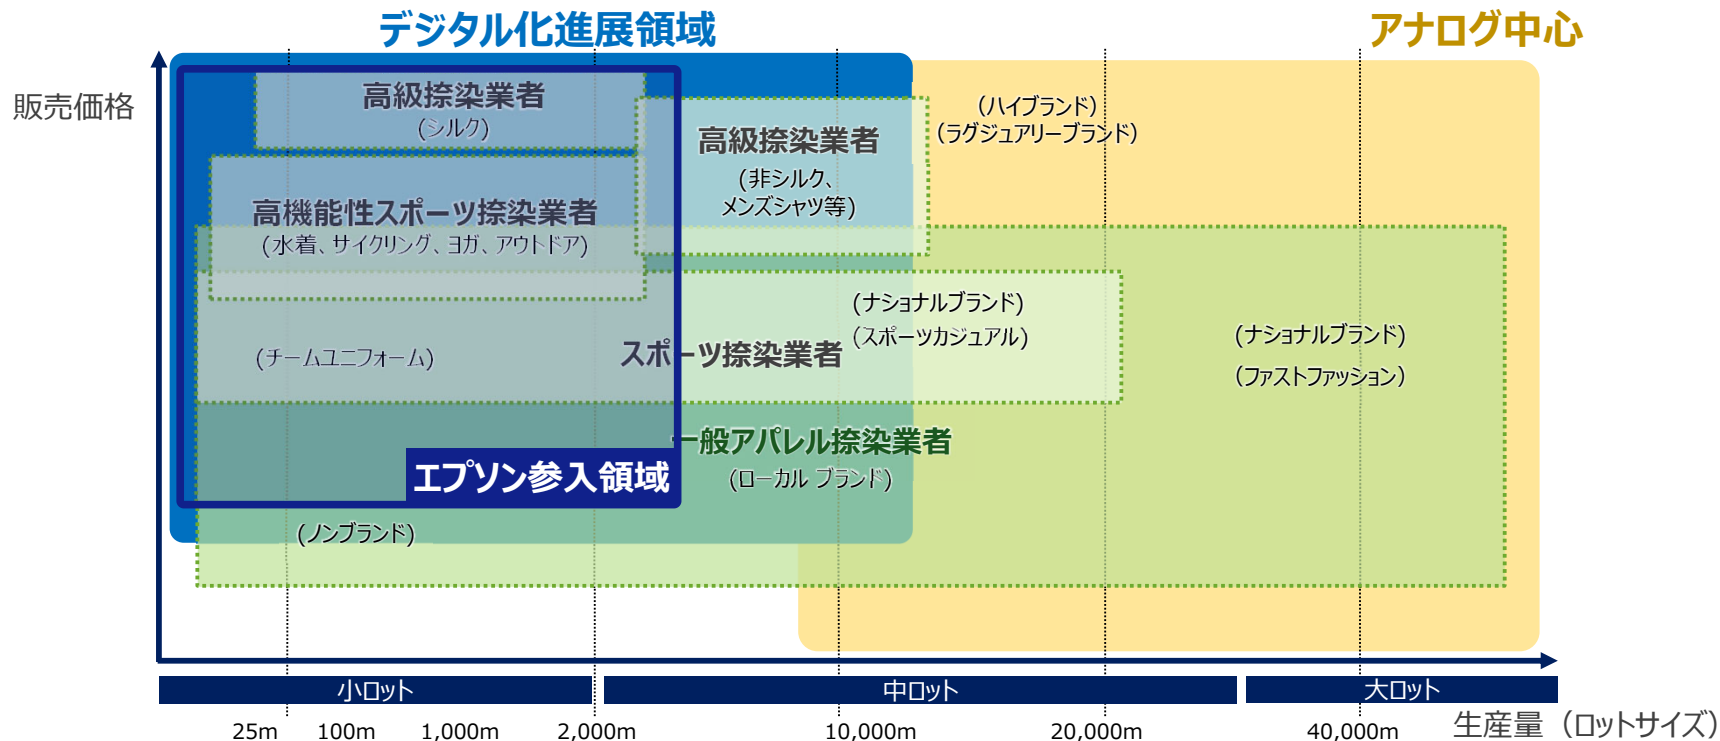 デジタル化進展領域
アナログ中心
販売価格
高級捺染業者
(シルク)
高級捺染業者
(非シルク、
メンズシャツ等)
(ハイブランド)
(ラグジュアリーブランド)
高機能性スポーツ捺染業者
(水着、サイクリング、ヨガ、アウトドア)
(ナショナルブランド)
(スポーツカジュアル)
(チームユニフォーム)
スポーツ捺染業者
(ナショナルブランド)
(ファストファッション)
一般アパレル捺染業者
(ローカル ブランド)
エプソン参入領域
(ノンブランド)
小ロット
中ロット
大ロット
25m
100m
1,000m
2,000m
10,000m
20,000m
40,000m
生産量（ロットサイズ）